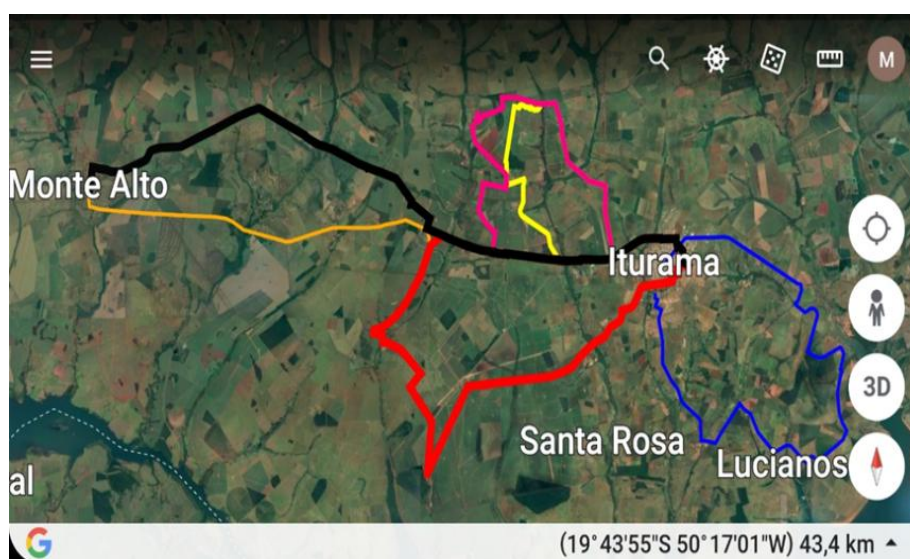 M
Monte Alto
Iturama
3D
Santa Rosa
Lucianos
al
(19°43'55"S 50°17'01"W) 43,4 km